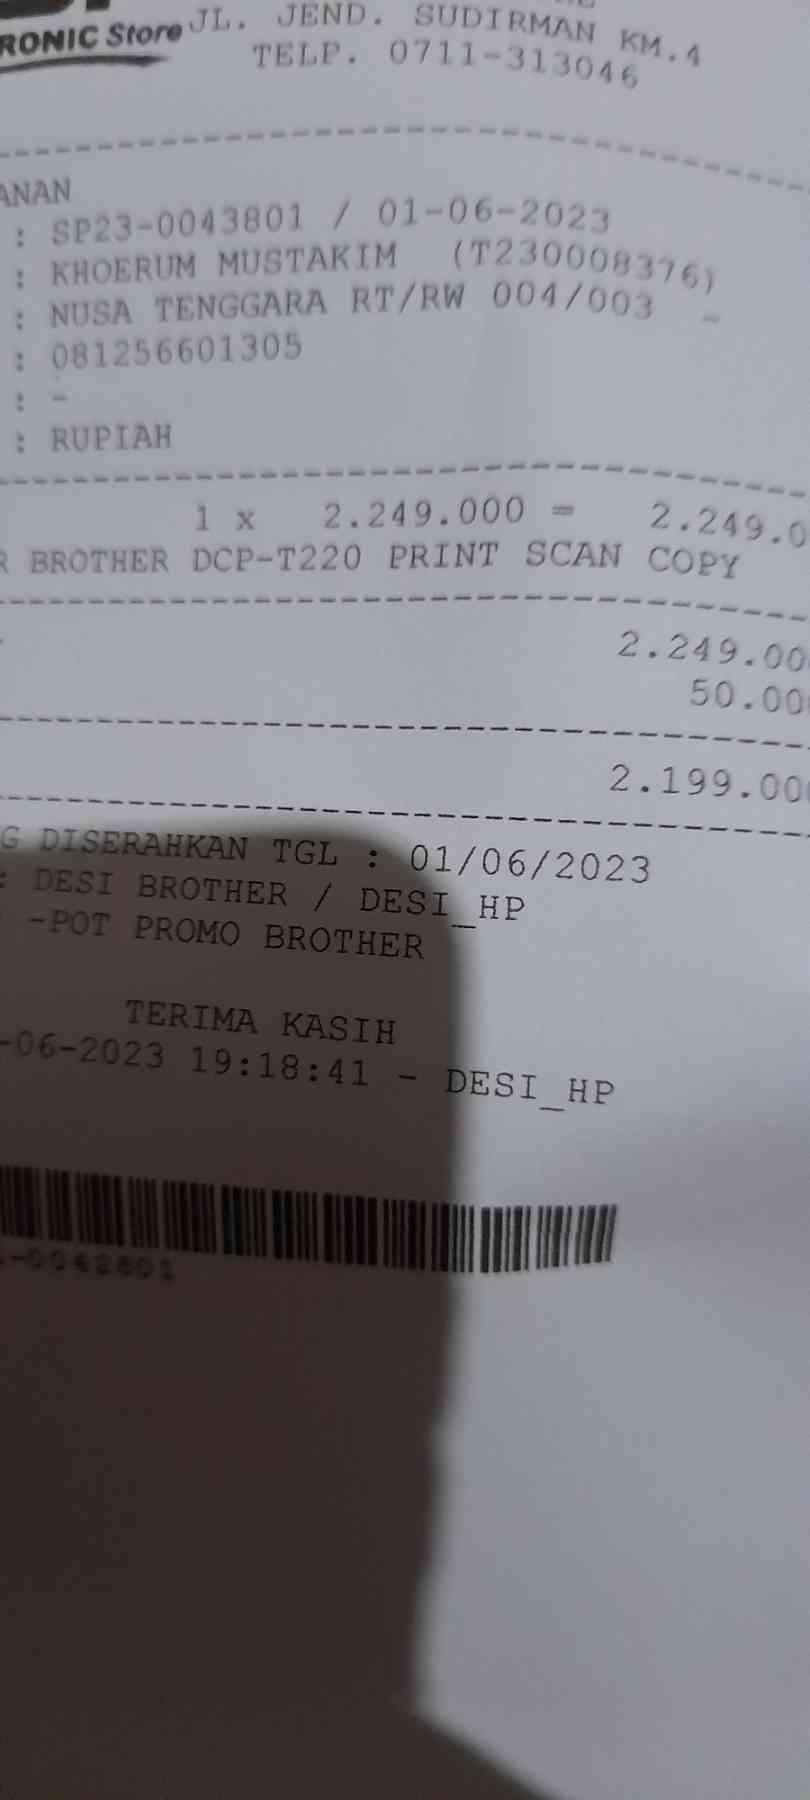 RONIC Store JL. JEND. SUDIRMAN KM.4
TELP. 0711-313046
ANAN
: SP23-0043801 / 01-06-2023
: KHOERUM MUSTAKIM (T230008376)
: NUSA TENGGARA RT/RW 004/003 -
: 081256601305
: -
: RUPIAH
1 x 2.249.000 = 2.249.0
R BROTHER DCP-T220 PRINT SCAN COPY
2.249.00
50.00
2.199.00
G DISERAHKAN TGL : 01/06/2023
: DESI BROTHER / DESI_HP
-POT PROMO BROTHER
TERIMA KASIH
-06-2023 19:18:41 - DESI_HP
-0043801